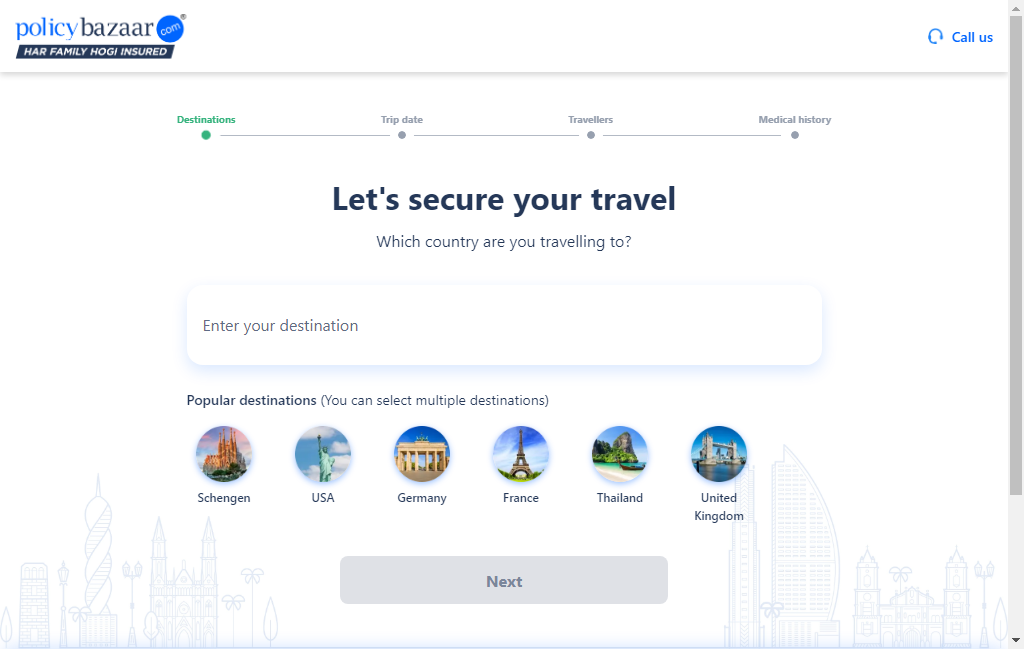 policybazaar.com®
HAR FAMILY HOGI INSURED
Call us
Destinations
Trip date
Travellers
Medical history
Let's secure your travel
Which country are you travelling to?
Enter your destination
Popular destinations (You can select multiple destinations)
Schengen
USA
Germany
France
Thailand
United
Kingdom
Next